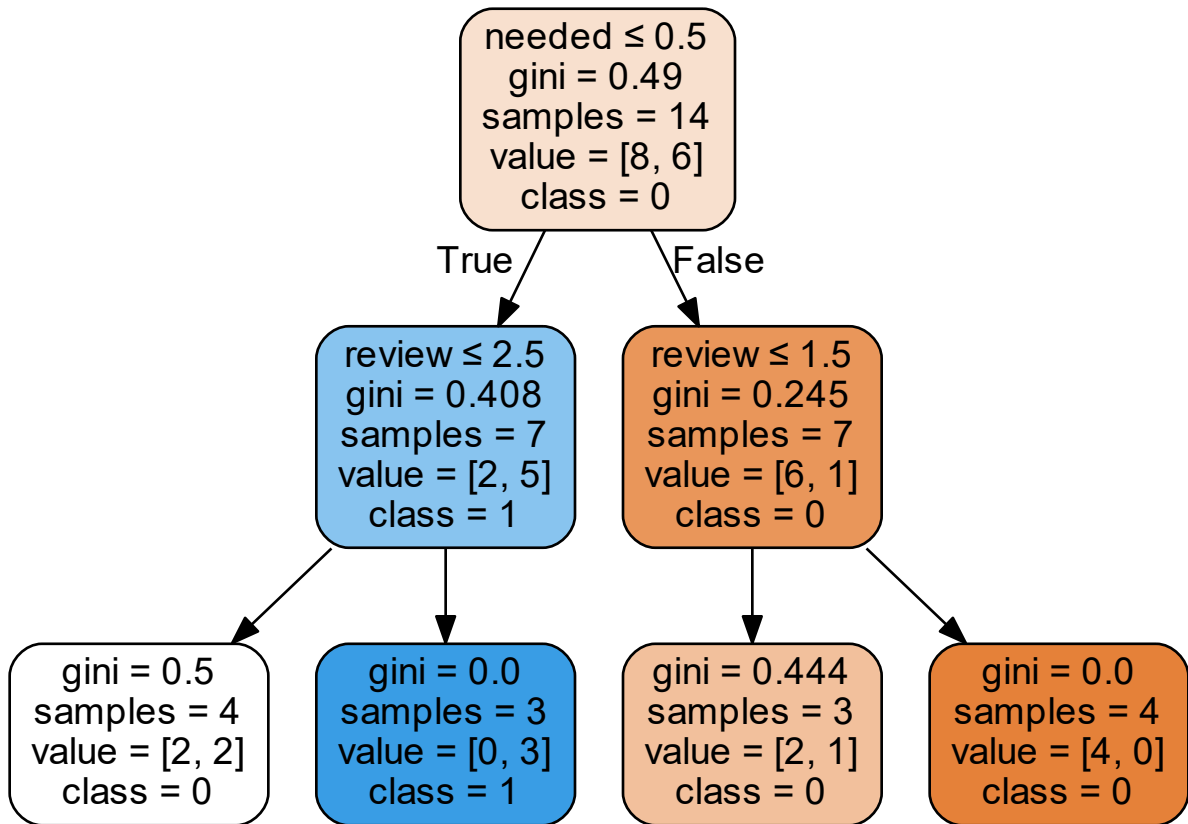 needed ≤ 0.5
gini = 0.49
samples = 14
value = [8, 6]
class = 0
True
False
review ≤ 2.5
gini = 0.408
samples = 7
value = [2, 5]
class = 1
review ≤ 1.5
gini = 0.245
samples = 7
value = [6, 1]
class = 0
gini = 0.5
samples = 4
value = [2, 2]
class = 0
gini = 0.0
samples = 3
value = [0, 3]
class = 1
gini = 0.444
samples = 3
value = [2, 1]
class = 0
gini = 0.0
samples = 4
value = [4, 0]
class = 0